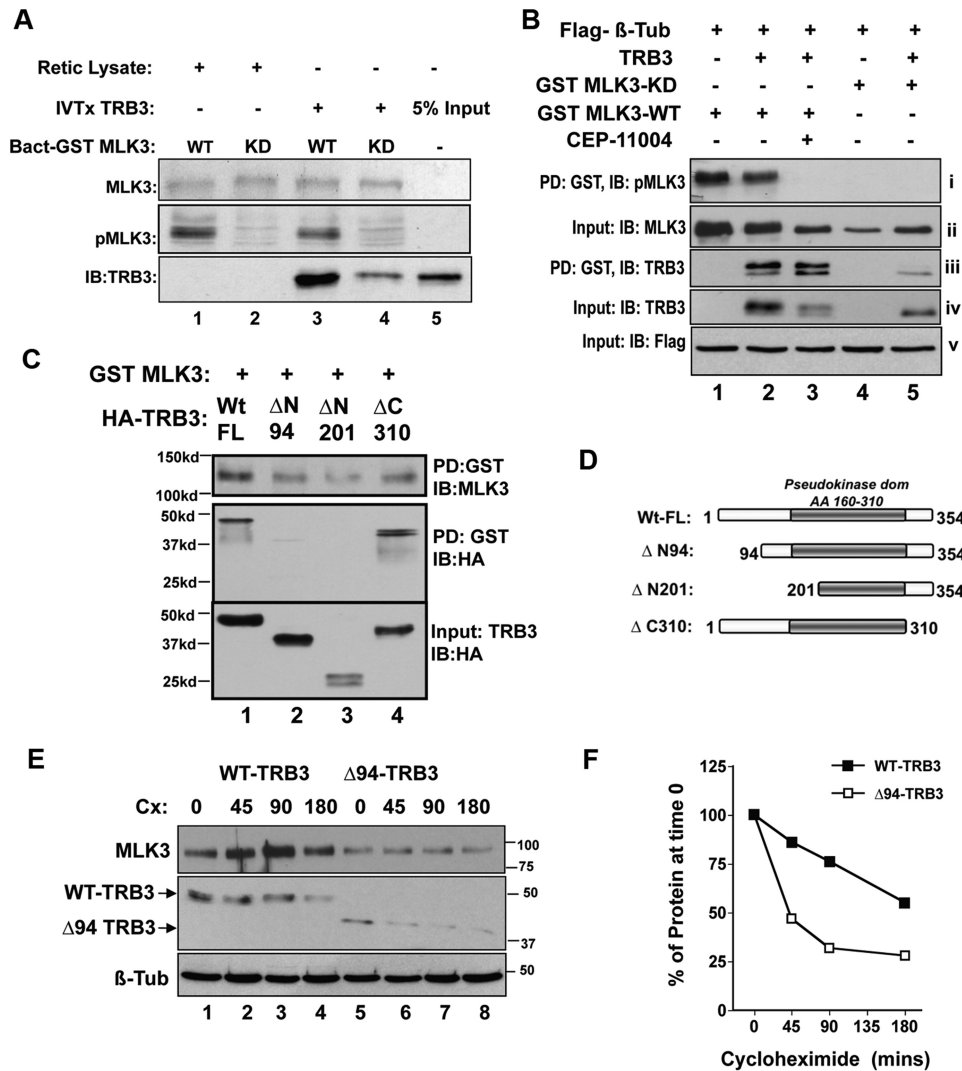 A
Retic Lysate: + + - - -
IVTx TRB3: - - + + 5% Input
Bact-GST MLK3: WT KD WT KD -
MLK3:
pMLK3:
IB:TRB3:
1 2 3 4 5
B
Flag- ß-Tub + + + + +
TRB3 - + + - +
GST MLK3-KD - - - + +
GST MLK3-WT + + + - -
CEP-11004 - - + - -
PD: GST, IB: pMLK3 i
Input: IB: MLK3 ii
PD: GST, IB: TRB3 iii
Input: IB: TRB3 iv
Input: IB: Flag v
1 2 3 4 5
C
GST MLK3: + + + +
HA-TRB3: Wt FL ΔN 94 ΔN 201 ΔC 310
150kd
100kd
PD:GST
IB:MLK3
50kd
37kd
25kd
PD: GST
IB:HA
50kd
37kd
25kd
Input: TRB3
IB:HA
1 2 3 4
D
Pseudokinase dom
AA 160-310
Wt-FL: 1 354
Δ N94: 94 354
Δ N201: 201 354
Δ C310: 1 310
E
WT-TRB3 Δ94-TRB3
Cx: 0 45 90 180 0 45 90 180
MLK3 100
75
WT-TRB3 50
Δ94 TRB3 37
ß-Tub 50
1 2 3 4 5 6 7 8
F
WT-TRB3
Δ94-TRB3
% of Protein at time 0
125
100
75
50
25
0
0 45 90 135 180
Cycloheximide (mins)